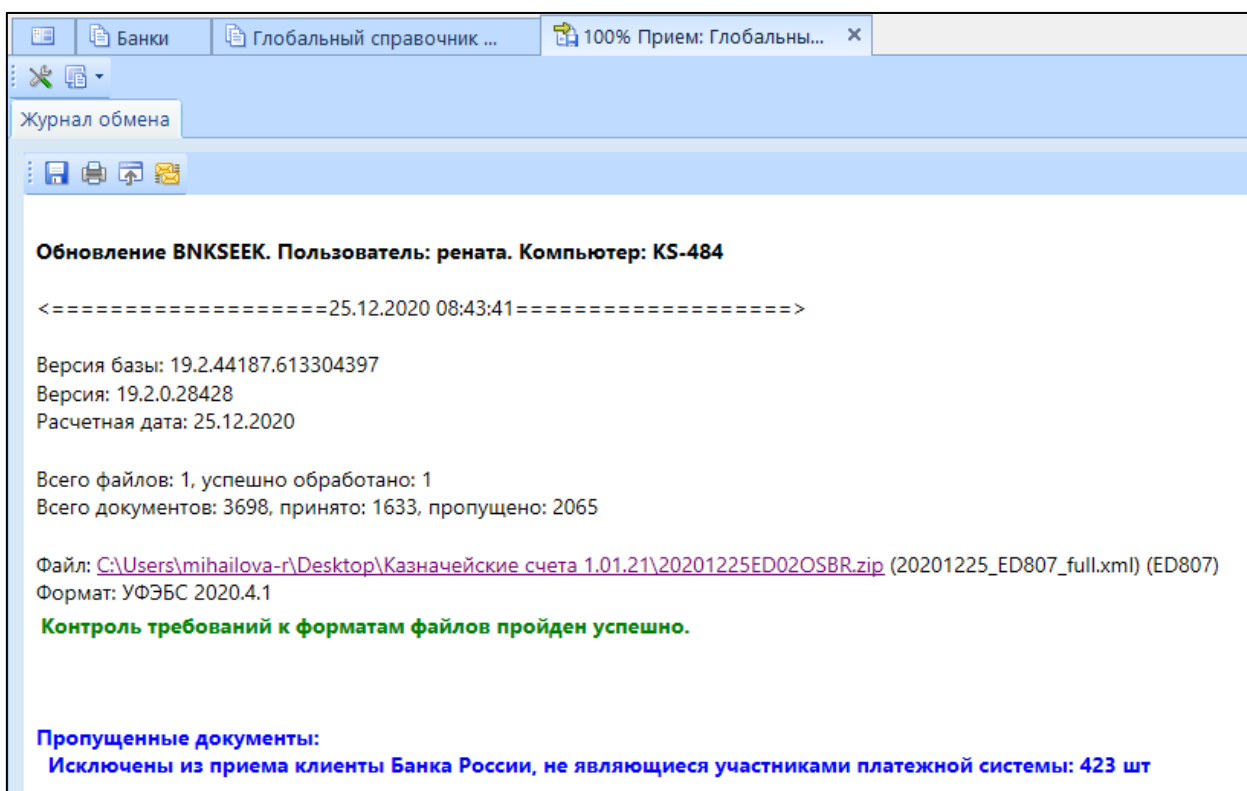 Банки
Глобальный справочник ...
100% Прием: Глобальны...
Журнал обмена
Обновление BNKSEEK. Пользователь: рената. Компьютер: KS-484
<===================25.12.2020 08:43:41===================>
Версия базы: 19.2.44187.613304397
Версия: 19.2.0.28428
Расчетная дата: 25.12.2020
Всего файлов: 1, успешно обработано: 1
Всего документов: 3698, принято: 1633, пропущено: 2065
Файл: C:\Users\mihailova-r\Desktop\Казначейские счета 1.01.21\20201225ED02OSBR.zip (20201225_ED807_full.xml) (ED807)
Формат: УФЭБС 2020.4.1
Контроль требований к форматам файлов пройден успешно.
Пропущенные документы:
Исключены из приема клиенты Банка России, не являющиеся участниками платежной системы: 423 шт